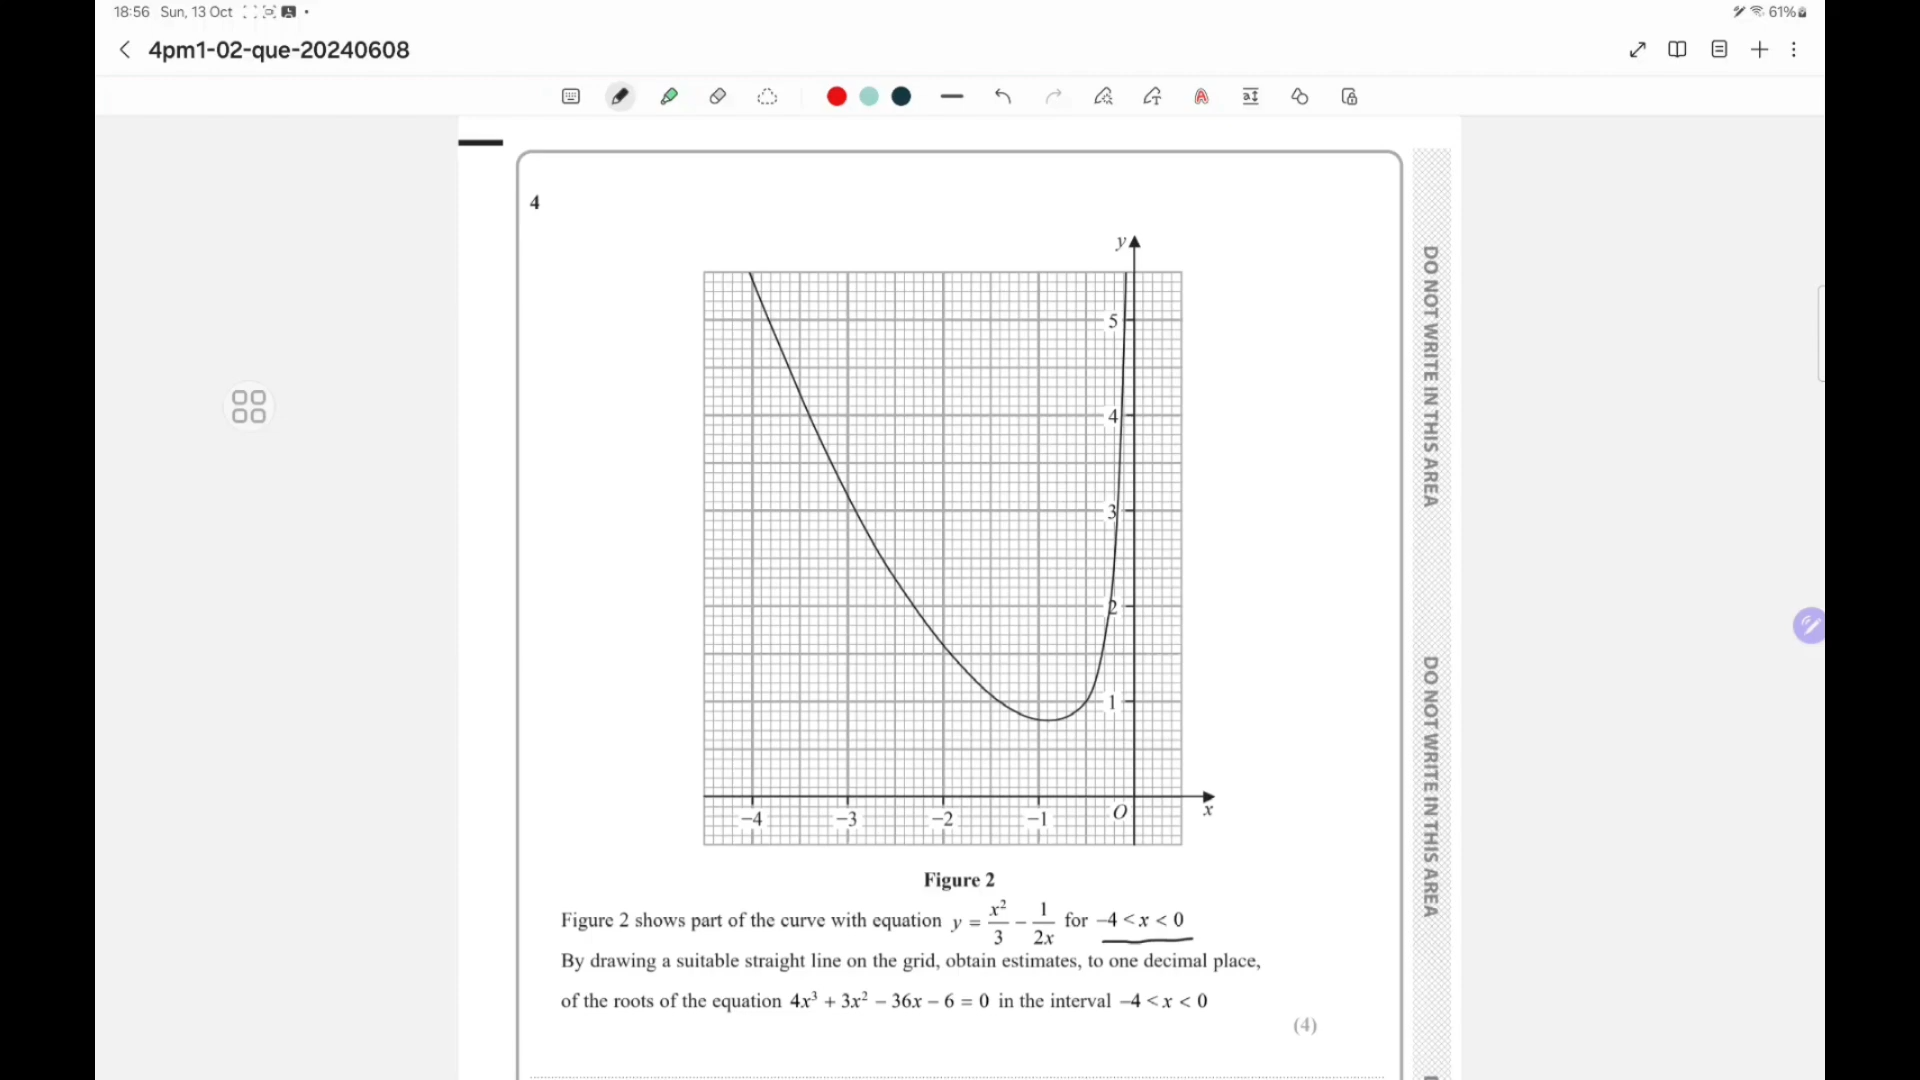 18:56 Sun, 13 Oct
61%
4pm1-02-que-20240608
4
y
5
4
3
2
1
−4 −3 −2 −1 O x
Figure 2
Figure 2 shows part of the curve with equation y = x²/3 − 1/2x for −4 < x < 0
By drawing a suitable straight line on the grid, obtain estimates, to one decimal place,
of the roots of the equation 4x³ + 3x² − 36x − 6 = 0 in the interval −4 < x < 0
(4)
DO NOT WRITE IN THIS AREA
DO NOT WRITE IN THIS AREA